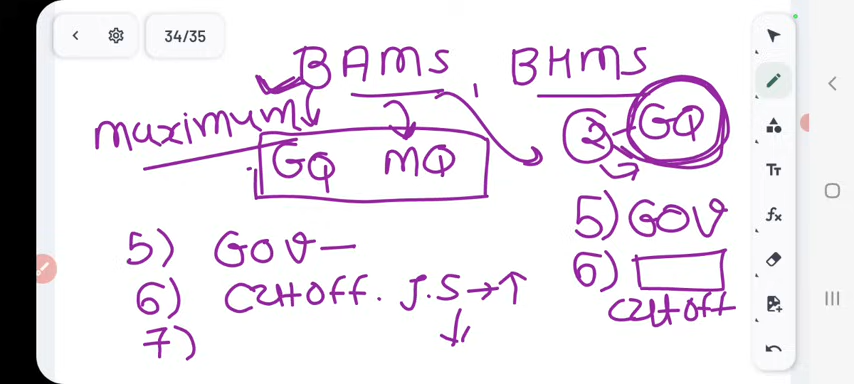 34/35
BAMS BHMS
maximum
2 - GQ
GQ MQ
5) GOV - 5) GOV
6) CutOff. J.S → ↑ 6)
CutOff
7)